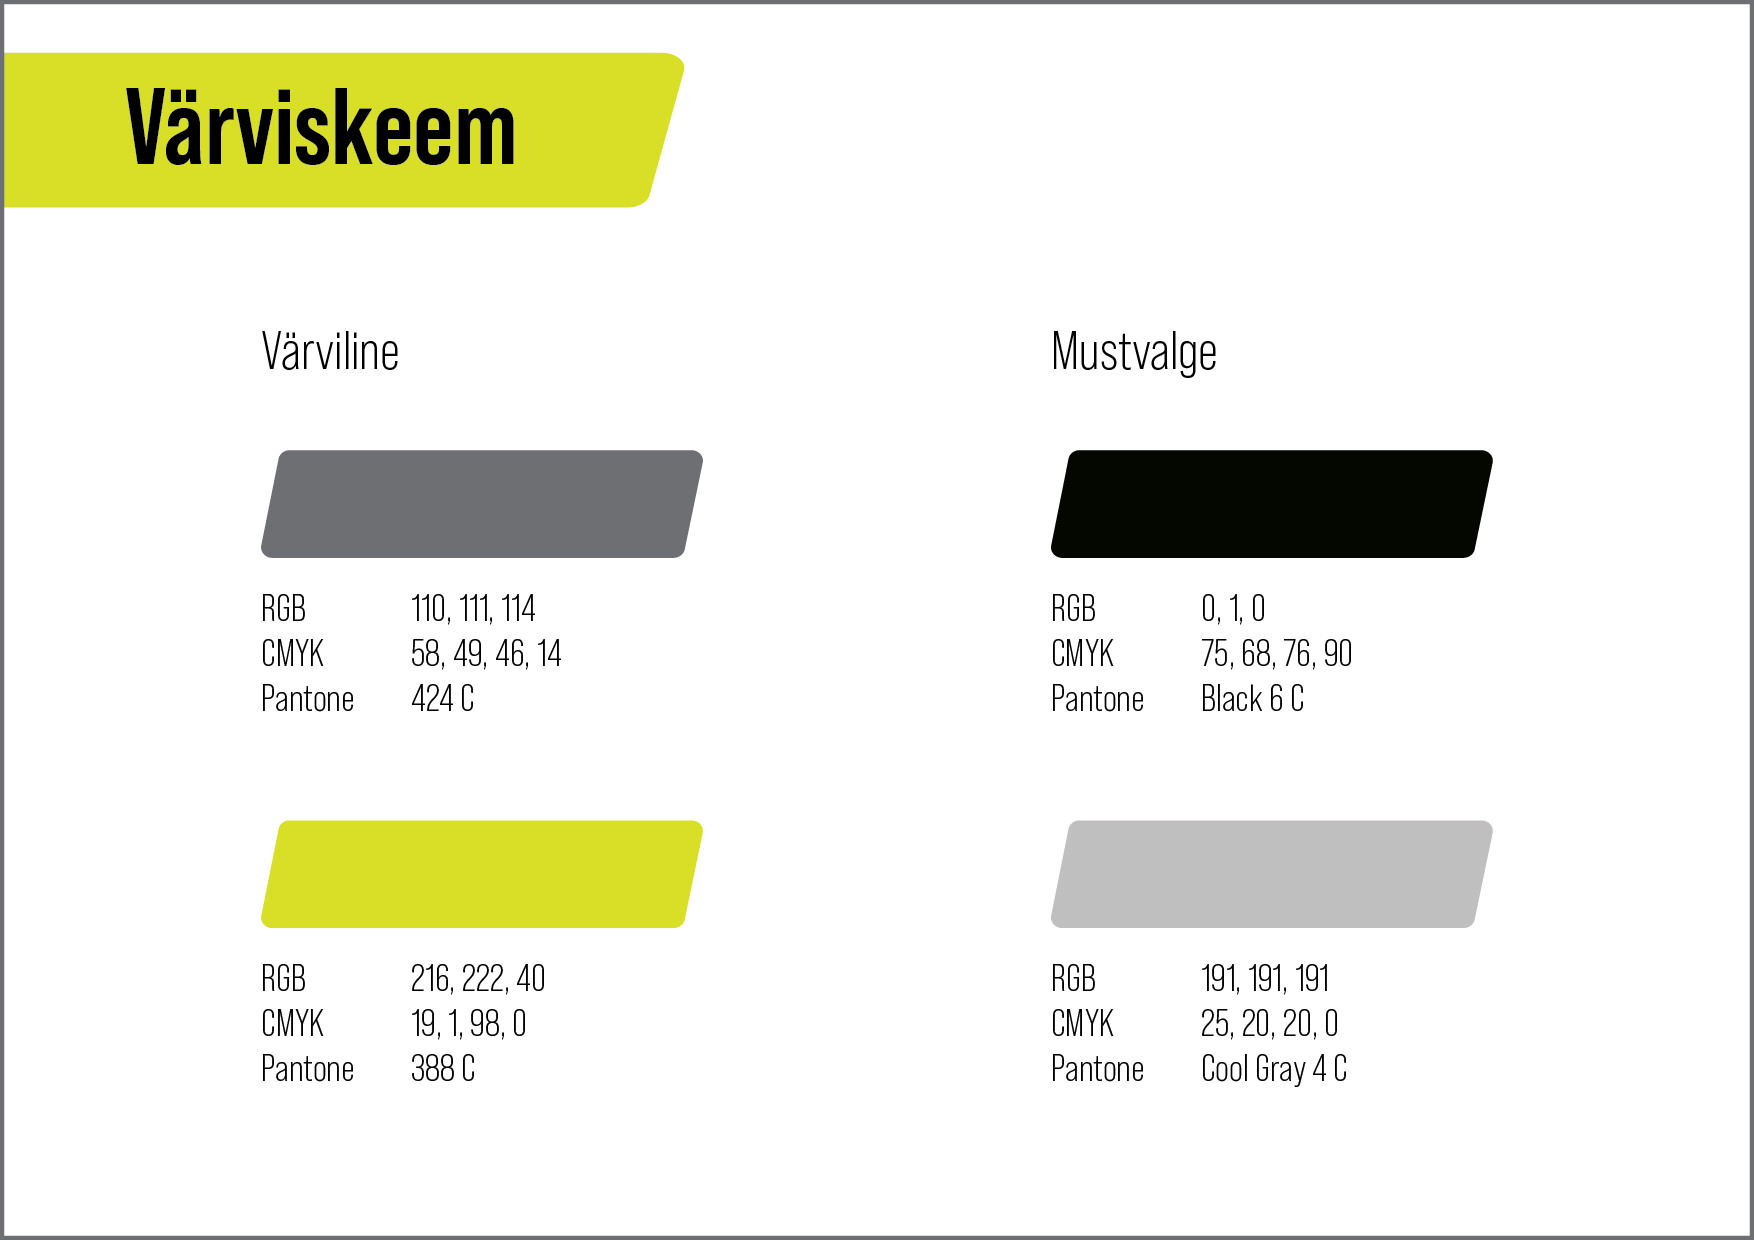 Värviskeem
Värviline
RGB 110, 111, 114
CMYK 58, 49, 46, 14
Pantone 424 C
RGB 216, 222, 40
CMYK 19, 1, 98, 0
Pantone 388 C
Mustvalge
RGB 0, 1, 0
CMYK 75, 68, 76, 90
Pantone Black 6 C
RGB 191, 191, 191
CMYK 25, 20, 20, 0
Pantone Cool Gray 4 C